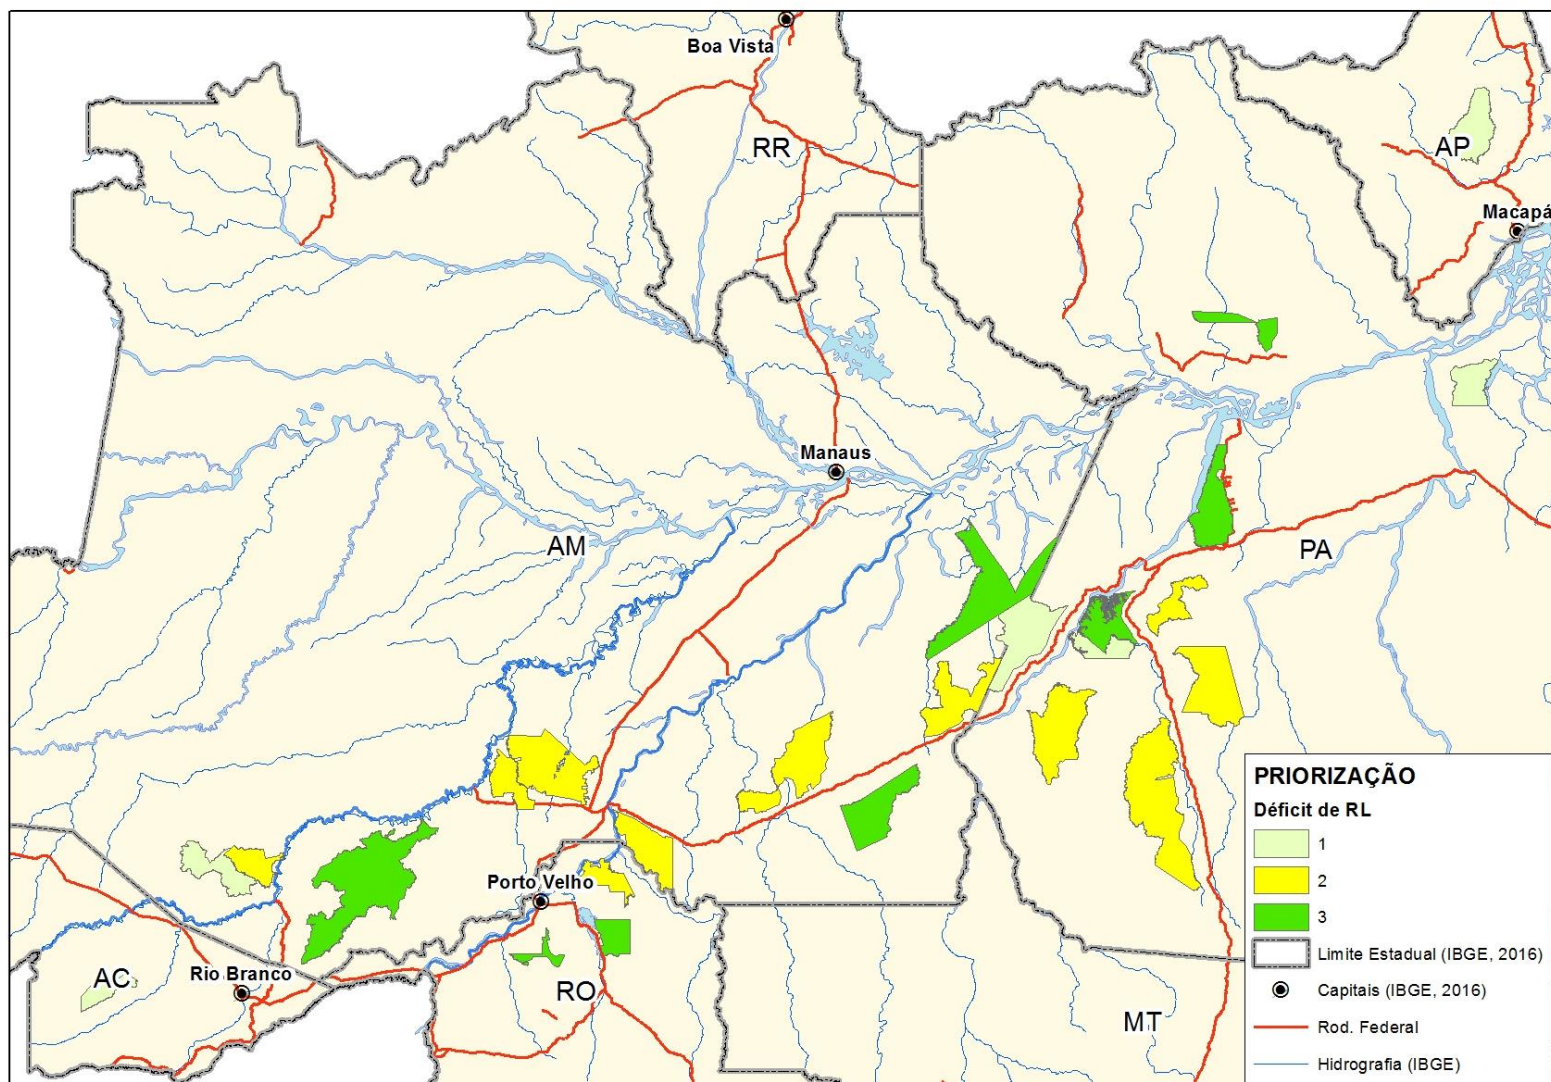 Boa Vista
RR
AP
Macapá
Manaus
AM
PA
Porto Velho
AC
Rio Branco
RO
MT
PRIORIZAÇÃO
Déficit de RL
1
2
3
Limite Estadual (IBGE, 2016)
Capitais (IBGE, 2016)
Rod. Federal
Hidrografia (IBGE)